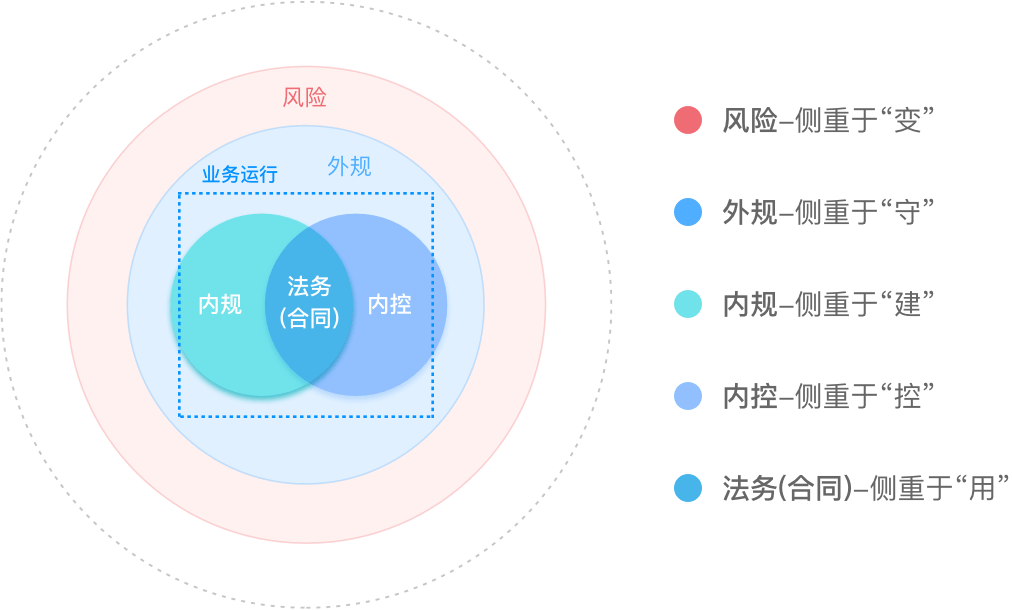 风险
业务运行
外规
内规
法务
(合同)
内控
风险–侧重于“变”
外规–侧重于“守”
内规–侧重于“建”
内控–侧重于“控”
法务(合同)–侧重于“用”